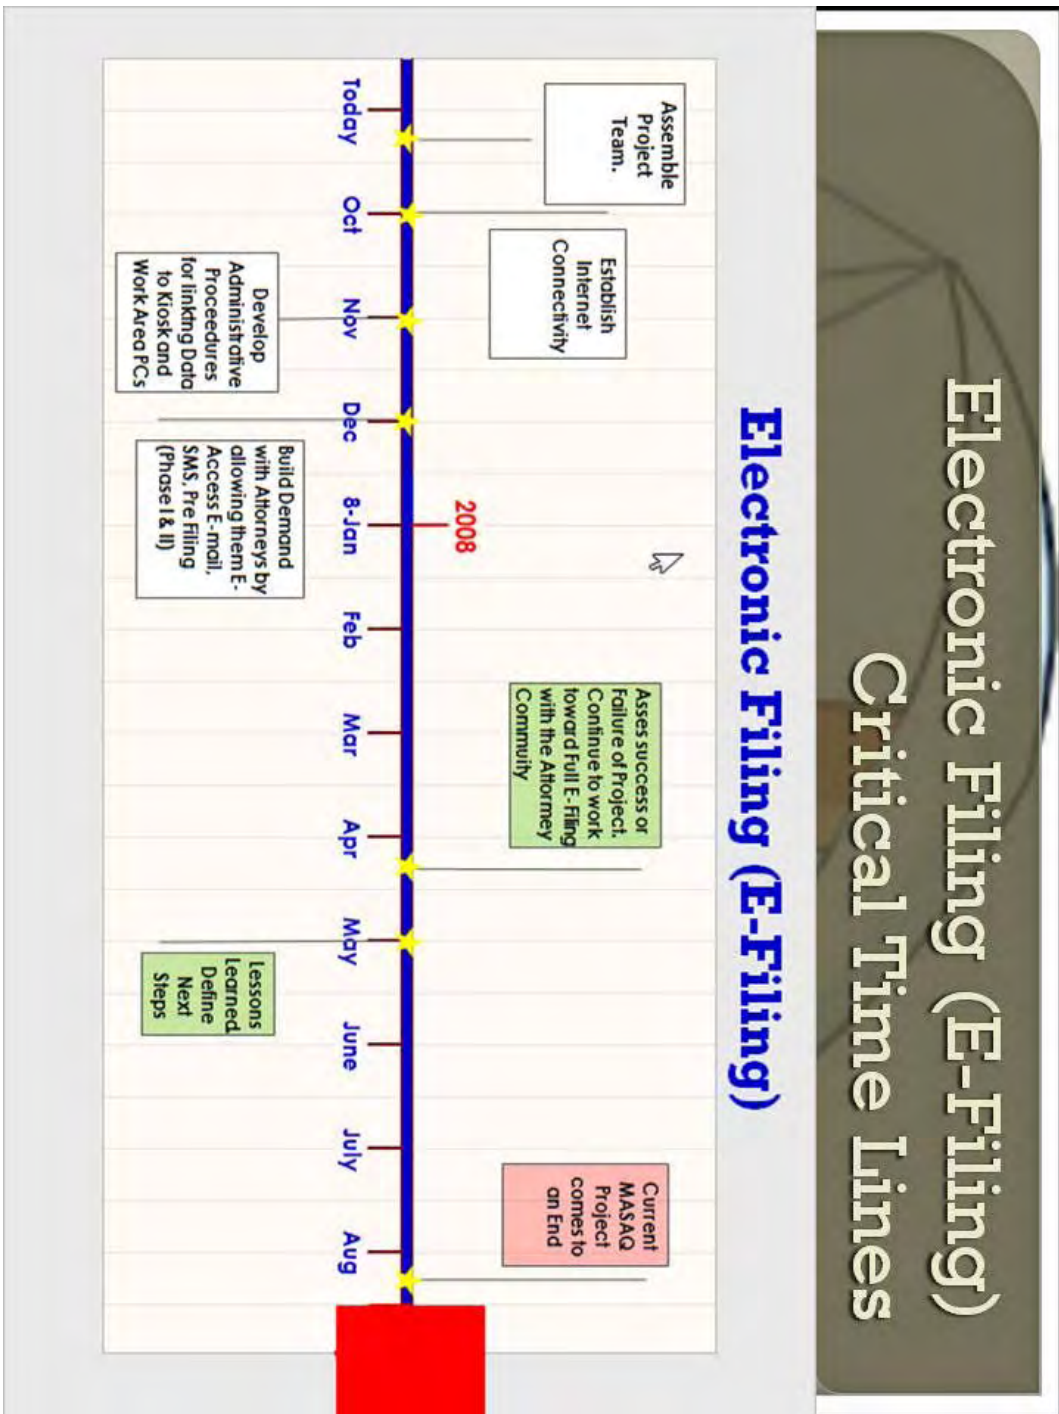 Electronic Filing (E-Filing)
Critical Time Lines
Electronic Filing (E-Filing)
Assemble
Project
Team.
Establish
Internet
Connectivity
Asses success or
Failure of Project.
Continue to work
toward Full E-Filing
with the Attorney
Commuity
Current
MASAQ
Project
comes to
an End
2008
Today
Oct
Nov
Dec
8-Jan
Feb
Mar
Apr
May
June
July
Aug
Develop
Administrative
Proceedures
for linktng Data
to Kiosk and
Work Area PCs
Build Demand
with Attorneys by
allowing them E-
Access E-mail,
SMS, Pre Filing
(Phase I & II)
Lessons
Learned
Define
Next
Steps